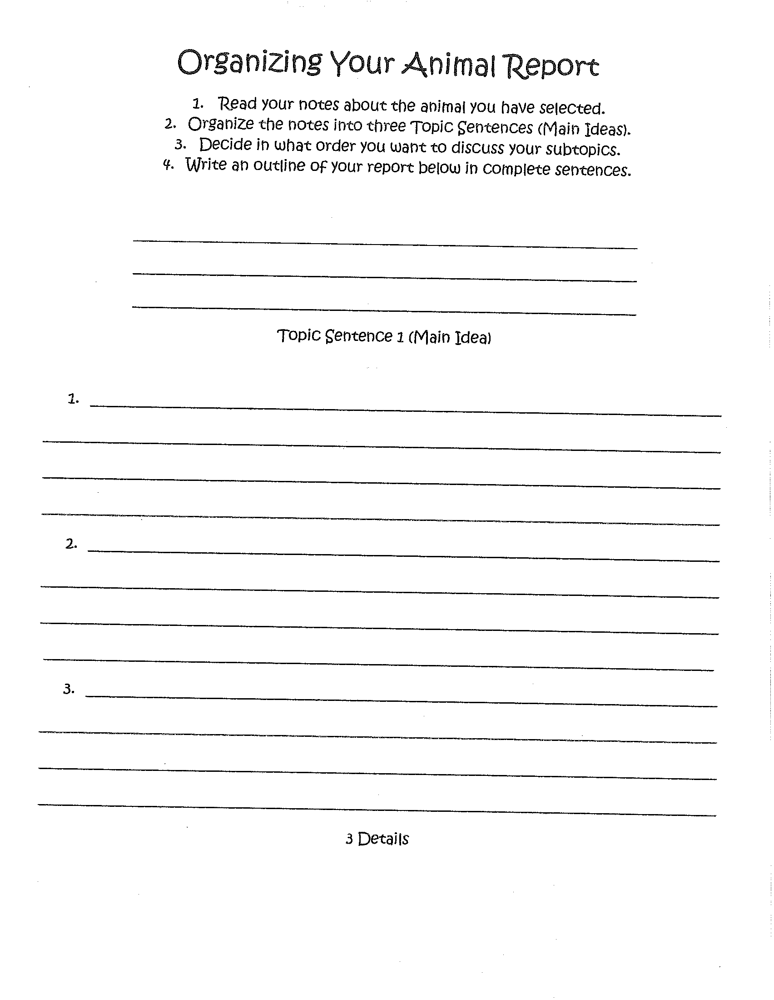 Organizing Your Animal Report
1. Read your notes about the animal you have selected.
2. Organize the notes into three Topic Sentences (Main Ideas).
3. Decide in what order you want to discuss your subtopics.
4. Write an outline of your report below in complete sentences.
Topic Sentence 1 (Main Idea)
1.
2.
3.
3 Details